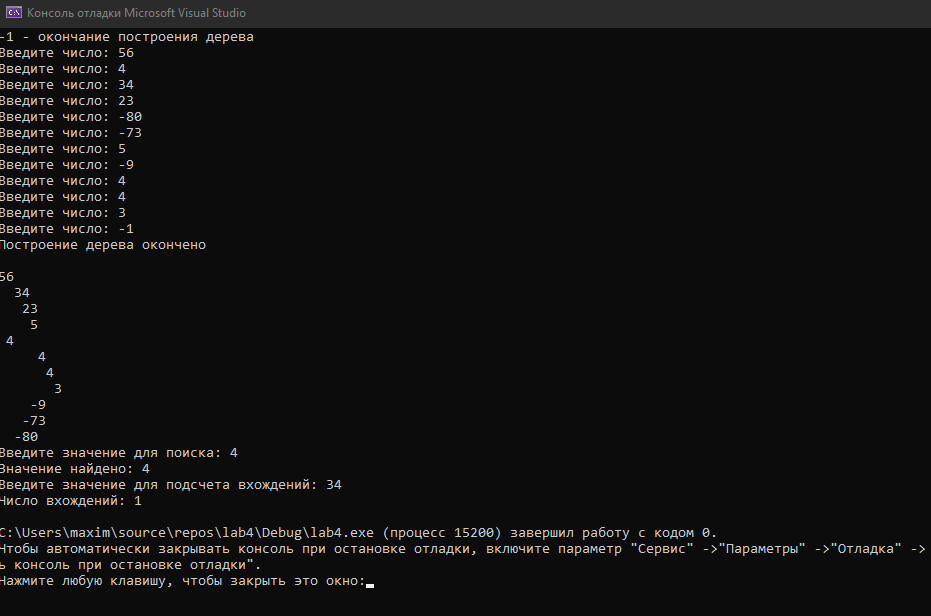 Консоль отладки Microsoft Visual Studio
-1 - окончание построения дерева
Введите число: 56
Введите число: 4
Введите число: 34
Введите число: 23
Введите число: -80
Введите число: -73
Введите число: 5
Введите число: -9
Введите число: 4
Введите число: 4
Введите число: 3
Введите число: -1
Построение дерева окончено
56
34
23
5
4
4
4
3
-9
-73
-80
Введите значение для поиска: 4
Значение найдено: 4
Введите значение для подсчета вхождений: 34
Число вхождений: 1
C:\Users\maxim\source\repos\lab4\Debug\lab4.exe (процесс 15200) завершил работу с кодом 0.
Чтобы автоматически закрывать консоль при остановке отладки, включите параметр "Сервис" ->"Параметры" ->"Отладка" ->
ь консоль при остановке отладки".
Нажмите любую клавишу, чтобы закрыть это окно: